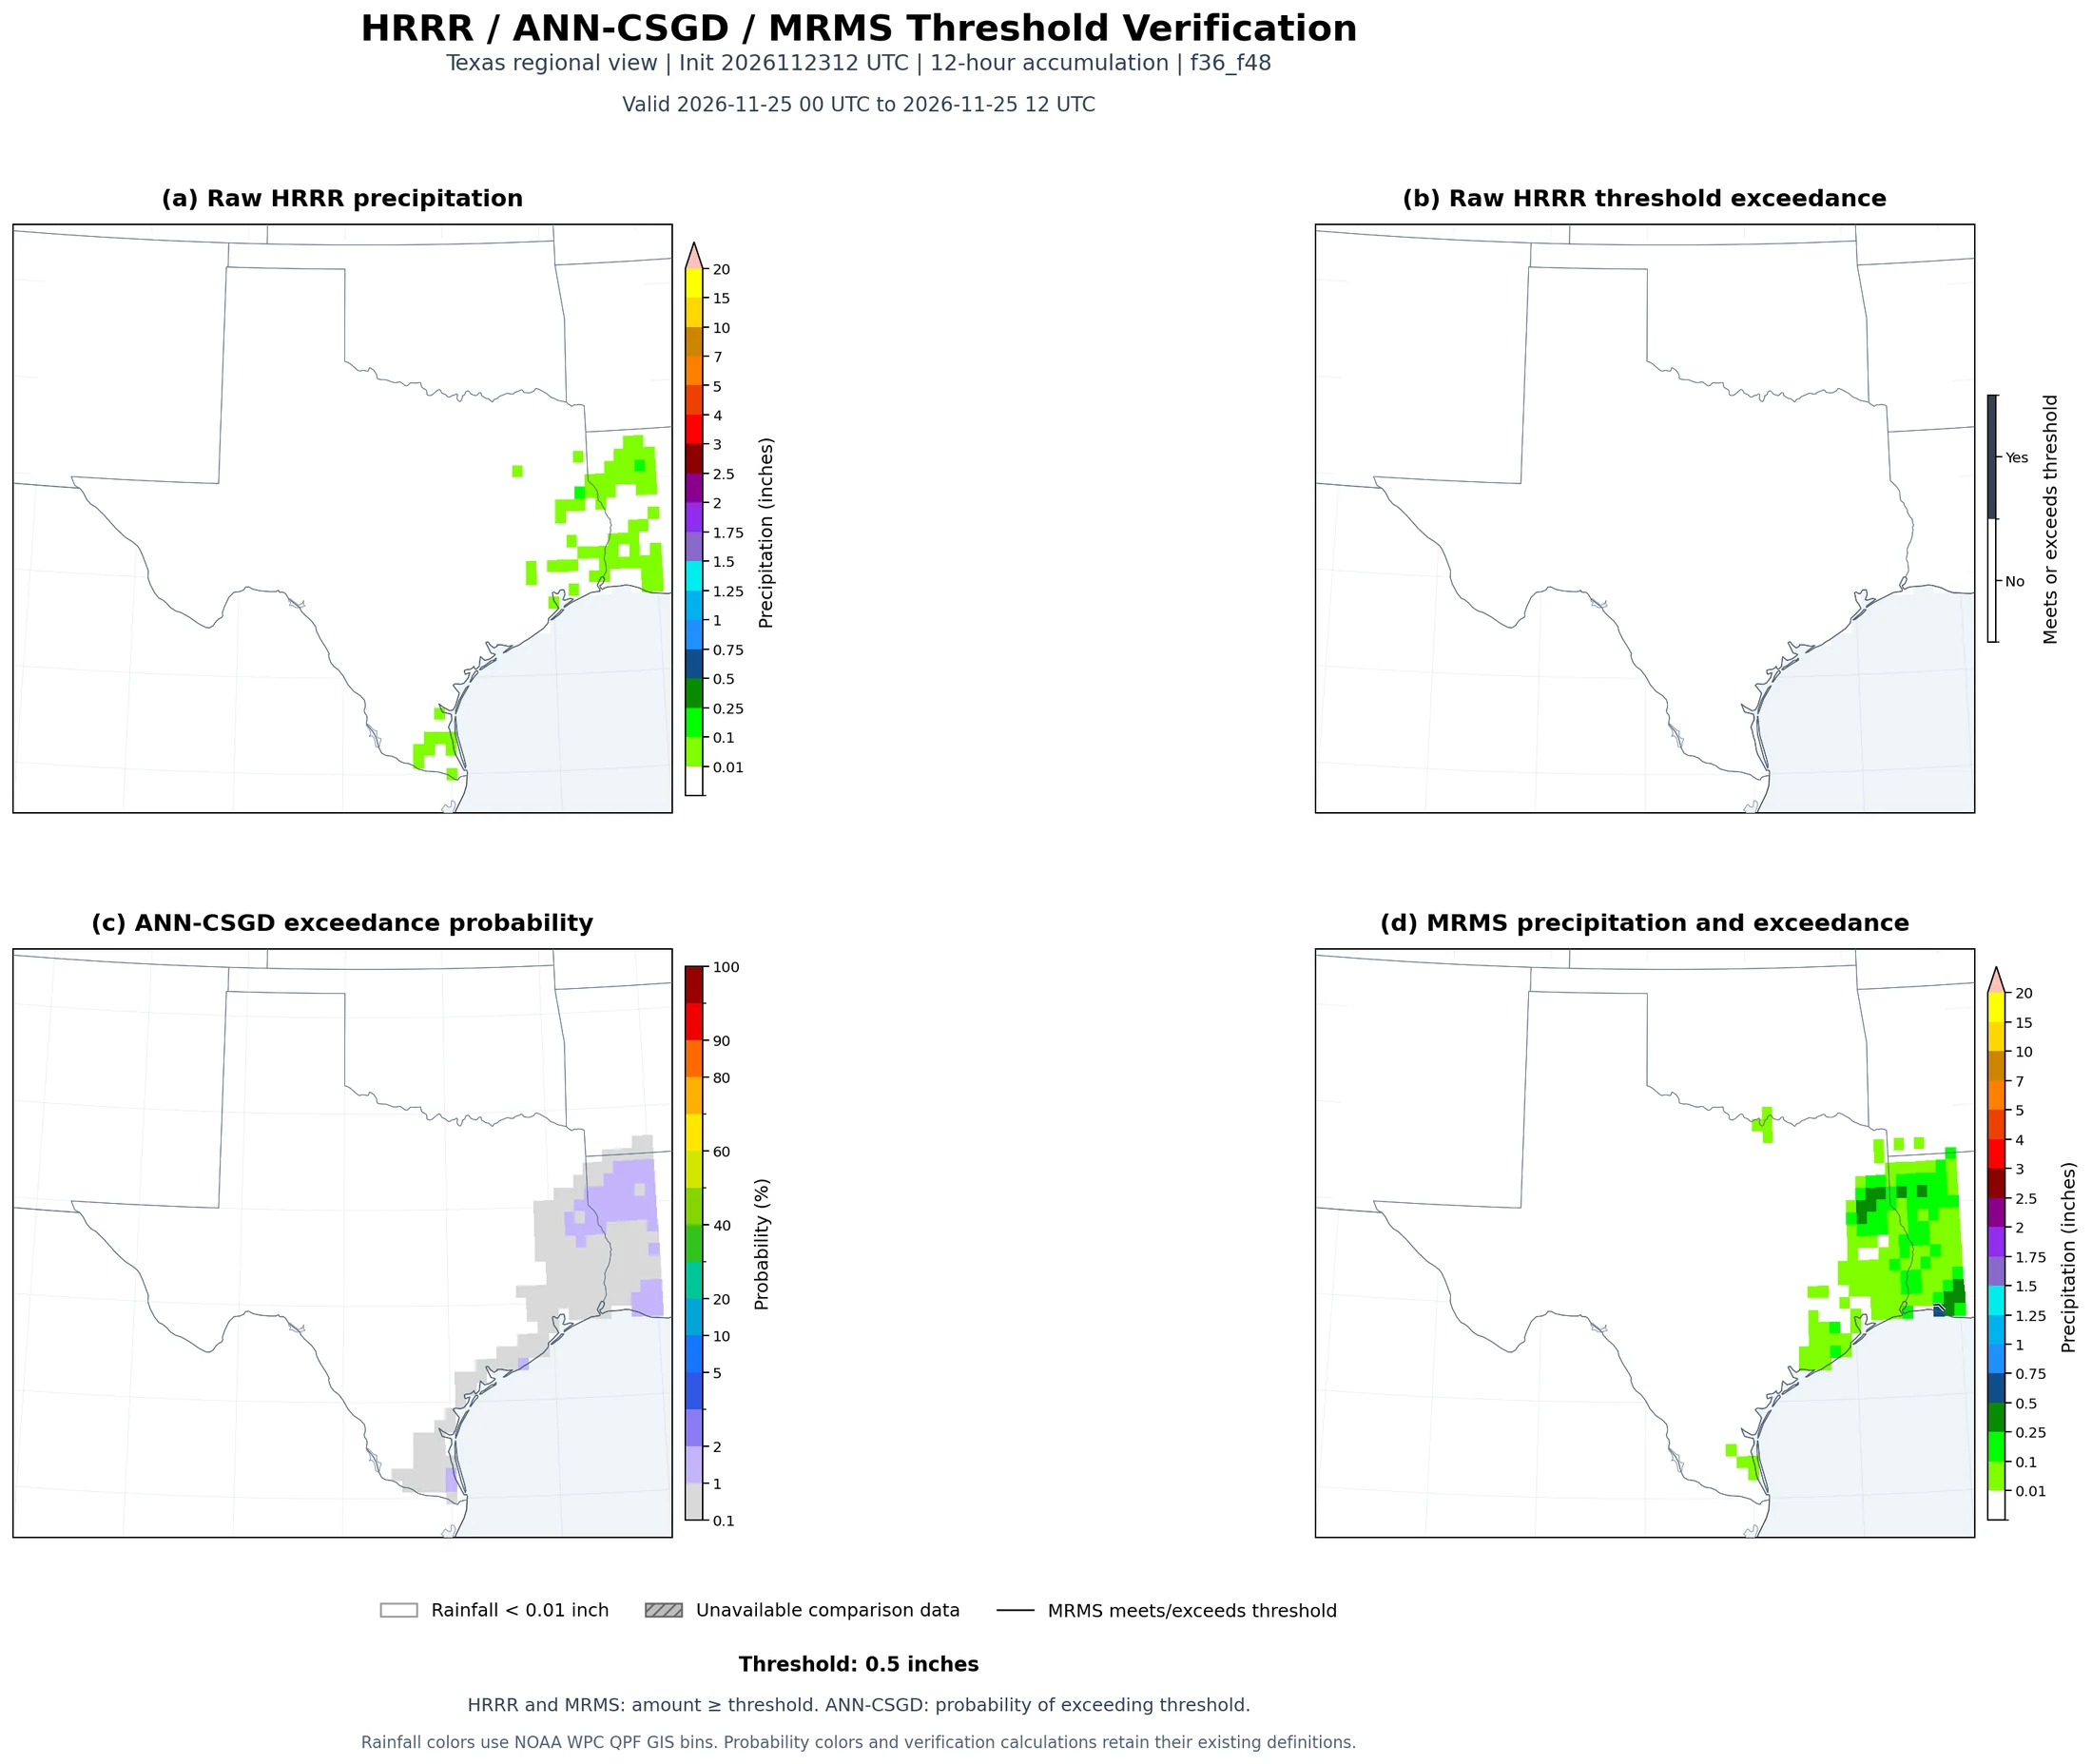 HRRR / ANN-CSGD / MRMS Threshold Verification
Texas regional view | Init 2026112312 UTC | 12-hour accumulation | f36_f48
Valid 2026-11-25 00 UTC to 2026-11-25 12 UTC
(a) Raw HRRR precipitation
20
15
10
7
5
4
3
2.5
2
1.75
1.5
1.25
1
0.75
0.5
0.25
0.1
0.01
Precipitation (inches)
(b) Raw HRRR threshold exceedance
Yes
No
Meets or exceeds threshold
(c) ANN-CSGD exceedance probability
100
90
80
60
40
20
10
5
2
1
0.1
Probability (%)
(d) MRMS precipitation and exceedance
20
15
10
7
5
4
3
2.5
2
1.75
1.5
1.25
1
0.75
0.5
0.25
0.1
0.01
Precipitation (inches)
Rainfall < 0.01 inch
Unavailable comparison data
MRMS meets/exceeds threshold
Threshold: 0.5 inches
HRRR and MRMS: amount ≥ threshold. ANN-CSGD: probability of exceeding threshold.
Rainfall colors use NOAA WPC QPF GIS bins. Probability colors and verification calculations retain their existing definitions.